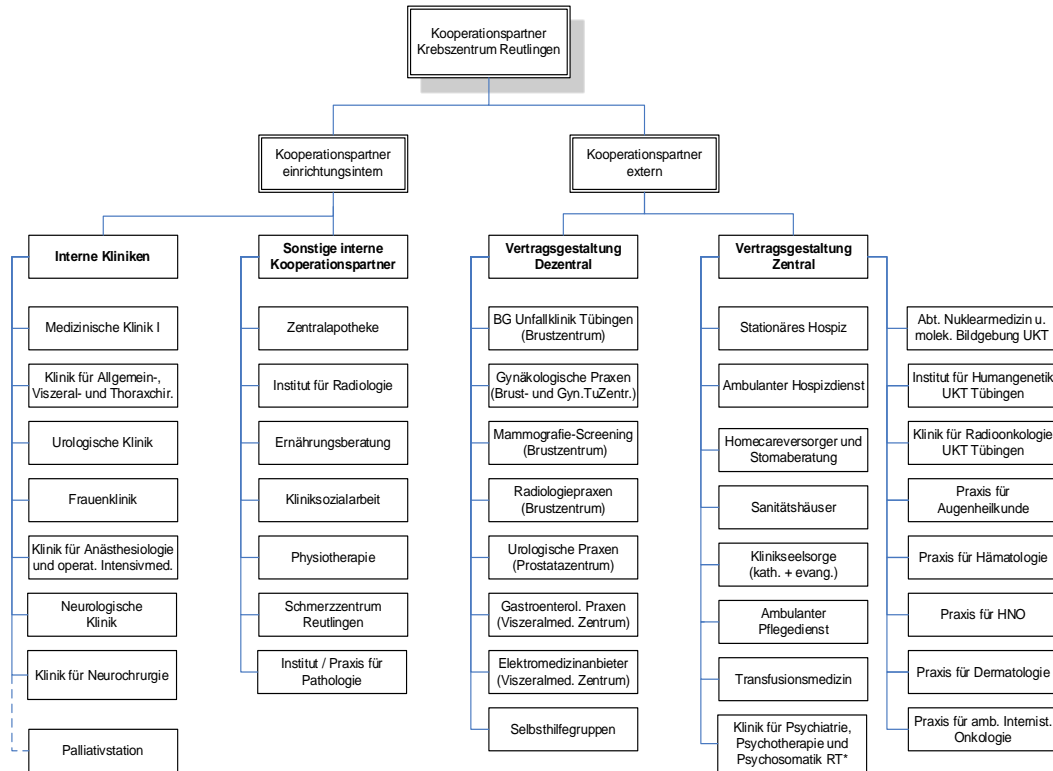 Kooperationspartner
Krebszentrum Reutlingen
Kooperationspartner
einrichtungsintern
Kooperationspartner
extern
Interne Kliniken
Medizinische Klinik I
Klinik für Allgemein-,
Viszeral- und Thoraxchir.
Urologische Klinik
Frauenklinik
Klinik für Anästhesiologie
und operat. Intensivmed.
Neurologische
Klinik
Klinik für Neurochrurgie
Palliativstation
Sonstige interne
Kooperationspartner
Zentralapotheke
Institut für Radiologie
Ernährungsberatung
Kliniksozialarbeit
Physiotherapie
Schmerzzentrum
Reutlingen
Institut / Praxis für
Pathologie
Vertragsgestaltung
Dezentral
BG Unfallklinik Tübingen
(Brustzentrum)
Gynäkologische Praxen
(Brust- und Gyn.TuZentr.)
Mammografie-Screening
(Brustzentrum)
Radiologiepraxen
(Brustzentrum)
Urologische Praxen
(Prostatazentrum)
Gastroenterol. Praxen
(Viszeralmed. Zentrum)
Elektromedizinanbieter
(Viszeralmed. Zentrum)
Selbsthilfegruppen
Vertragsgestaltung
Zentral
Stationäres Hospiz
Ambulanter Hospizdienst
Homecareversorger und
Stomaberatung
Sanitätshäuser
Klinikseelsorge
(kath. + evang.)
Ambulanter
Pflegedienst
Transfusionsmedizin
Klinik für Psychiatrie,
Psychotherapie und
Psychosomatik RT*
Abt. Nuklearmedizin u.
molek. Bildgebung UKT
Institut für Humangenetik
UKT Tübingen
Klinik für Radioonkologie
UKT Tübingen
Praxis für
Augenheilkunde
Praxis für Hämatologie
Praxis für HNO
Praxis für Dermatologie
Praxis für amb. Internist.
Onkologie